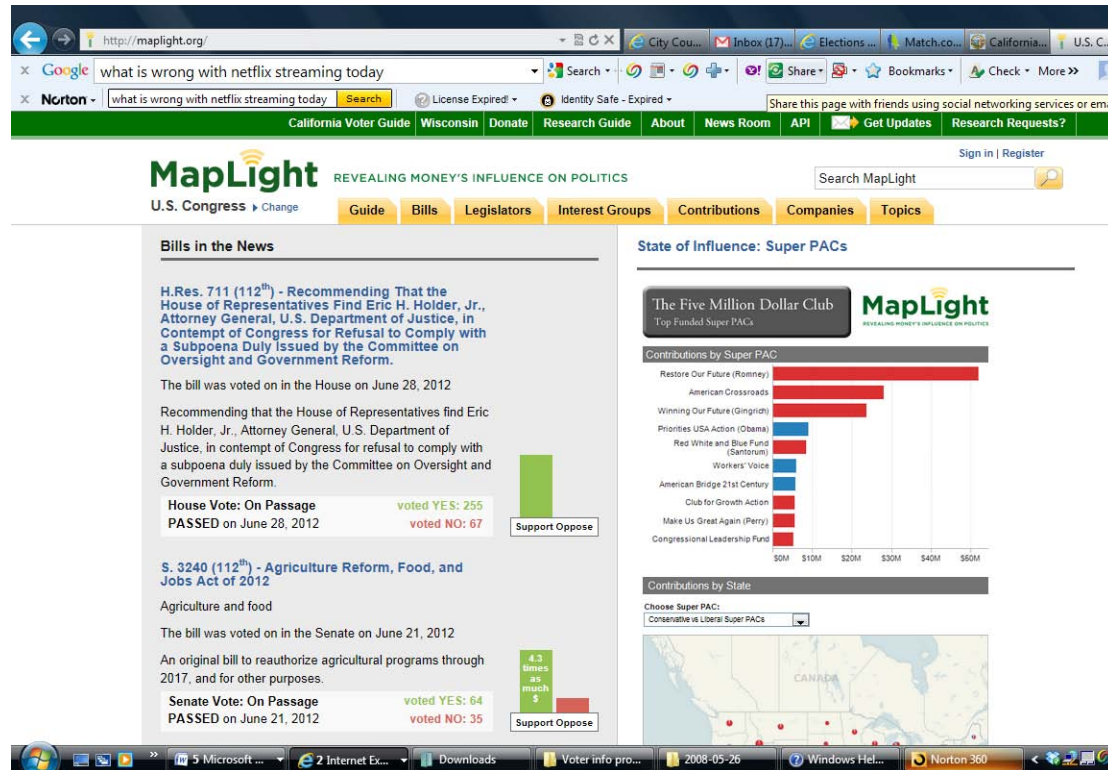 http://maplight.org/
City Cou...
Inbox (17)...
Elections ...
Match.co...
California...
U.S. C...
x Google what is wrong with netflix streaming today
Search
Share
Bookmarks
Check
More >>
x Norton - what is wrong with netflix streaming today Search
License Expired!
Identity Safe - Expired
Share this page with friends using social networking services or ema
California Voter Guide Wisconsin Donate Research Guide About News Room API Get Updates Research Requests?
Sign in | Register
MapLight REVEALING MONEY'S INFLUENCE ON POLITICS
Search MapLight
U.S. Congress Change
Guide Bills Legislators Interest Groups Contributions Companies Topics
Bills in the News
H.Res. 711 (112th) - Recommending That the
House of Representatives Find Eric H. Holder, Jr.,
Attorney General, U.S. Department of Justice, in
Contempt of Congress for Refusal to Comply with
a Subpoena Duly Issued by the Committee on
Oversight and Government Reform.
The bill was voted on in the House on June 28, 2012
Recommending that the House of Representatives find Eric
H. Holder, Jr., Attorney General, U.S. Department of
Justice, in contempt of Congress for refusal to comply with
a subpoena duly issued by the Committee on Oversight and
Government Reform.
House Vote: On Passage voted YES: 255
PASSED on June 28, 2012 voted NO: 67
Support Oppose
S. 3240 (112th) - Agriculture Reform, Food, and
Jobs Act of 2012
Agriculture and food
The bill was voted on in the Senate on June 21, 2012
An original bill to reauthorize agricultural programs through
2017, and for other purposes.
Senate Vote: On Passage voted YES: 64
PASSED on June 21, 2012 voted NO: 35
4.3
times
as
much
$
Support Oppose
State of Influence: Super PACs
The Five Million Dollar Club
Top Funded Super PACs
MapLight
REVEALING MONEY'S INFLUENCE ON POLITICS
Contributions by Super PAC
Restore Our Future (Romney)
American Crossroads
Winning Our Future (Gingrich)
Priorities USA Action (Obama)
Red White and Blue Fund
(Santorum)
Workers' Voice
American Bridge 21st Century
Club for Growth Action
Make Us Great Again (Perry)
Congressional Leadership Fund
$0M $10M $20M $30M $40M $60M
Contributions by State
Choose Super PAC:
Conservative vs Liberal Super PACs
CANADA
5 Microsoft ...
2 Internet Ex...
Downloads
Voter info pro...
2008-05-26
Windows Hel...
Norton 360